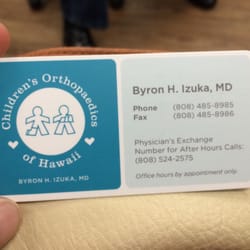 Children's Orthopaedics
of Hawaii
BYRON H. IZUKA, MD
Byron H. Izuka, MD
Phone (808) 485-8985
Fax (808) 485-8986
Physician's Exchange
Number for After Hours Calls:
(808) 524-2575
Office hours by appointment only.